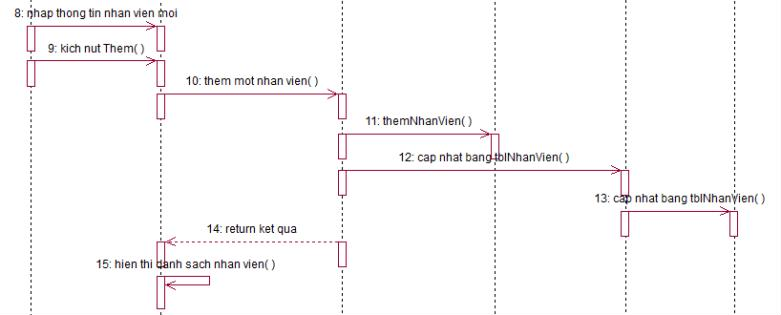 8: nhap thong tin nhan vien moi
9: kich nut Them( )
10: them mot nhan vien( )
11: themNhanVien( )
12: cap nhat bang tblNhanVien( )
13: cap nhat bang tblNhanVien( )
14: return ket qua
15: hien thi danh sach nhan vien( )